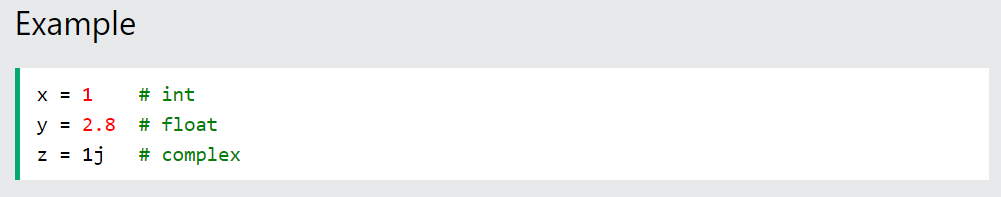 Example
x = 1    # int
y = 2.8  # float
z = 1j   # complex